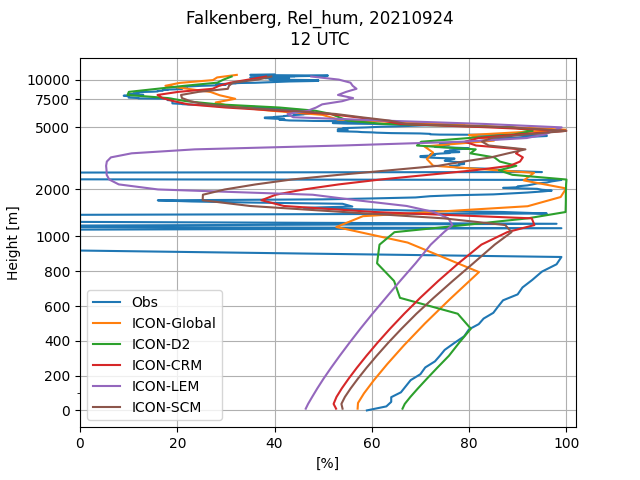 Falkenberg, Rel_hum, 20210924
12 UTC
Height [m]
10000
7500
5000
2000
1000
800
600
400
200
0
Obs
ICON-Global
ICON-D2
ICON-CRM
ICON-LEM
ICON-SCM
0 20 40 60 80 100
[%]